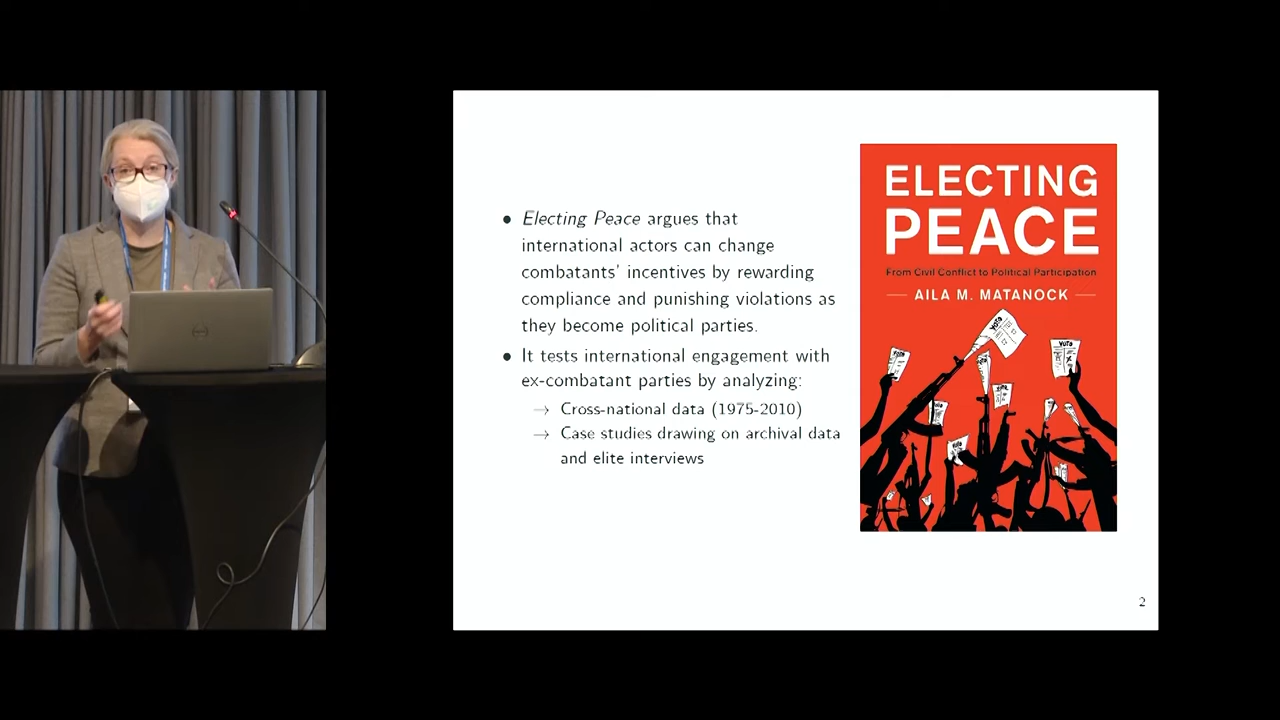 • Electing Peace argues that
international actors can change
combatants' incentives by rewarding
compliance and punishing violations as
they become political parties.
• It tests international engagement with
ex-combatant parties by analyzing:
→ Cross-national data (1975-2010)
→ Case studies drawing on archival data
and elite interviews
ELECTING
PEACE
From Civil Conflict to Political Participation
AILA M. MATANOCK
2